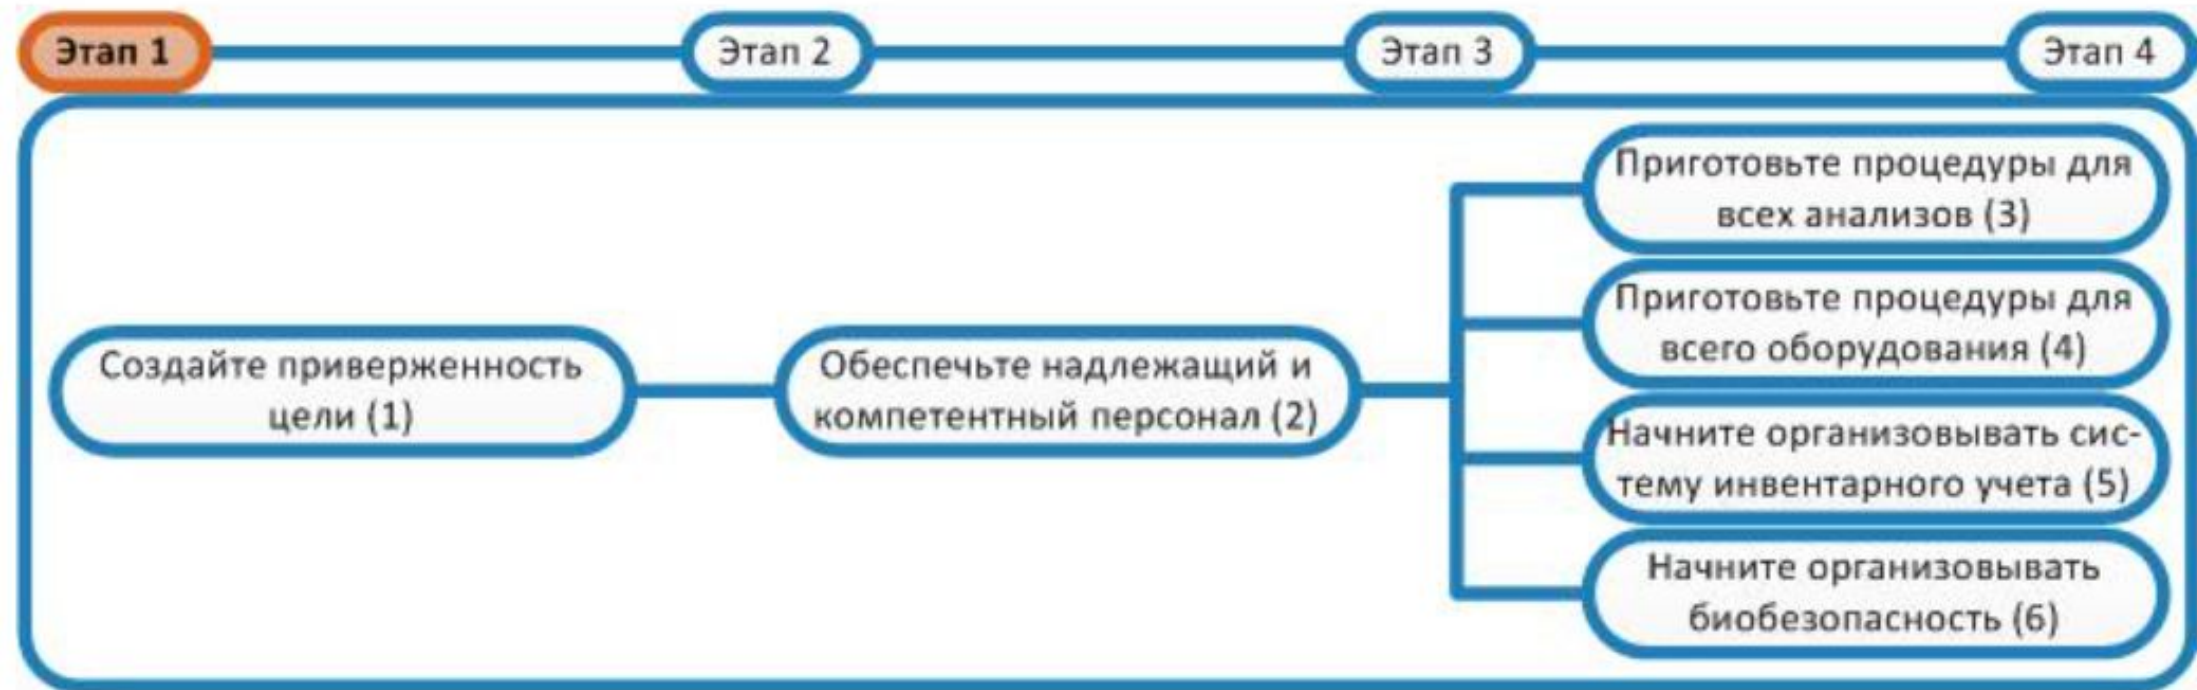 Этап 1
Этап 2
Этап 3
Этап 4
Создайте приверженность
цели (1)
Обеспечьте надлежащий и
компетентный персонал (2)
Приготовьте процедуры для
всех анализов (3)
Приготовьте процедуры для
всего оборудования (4)
Начните организовывать сис-
тему инвентарного учета (5)
Начните организовывать
биобезопасность (6)